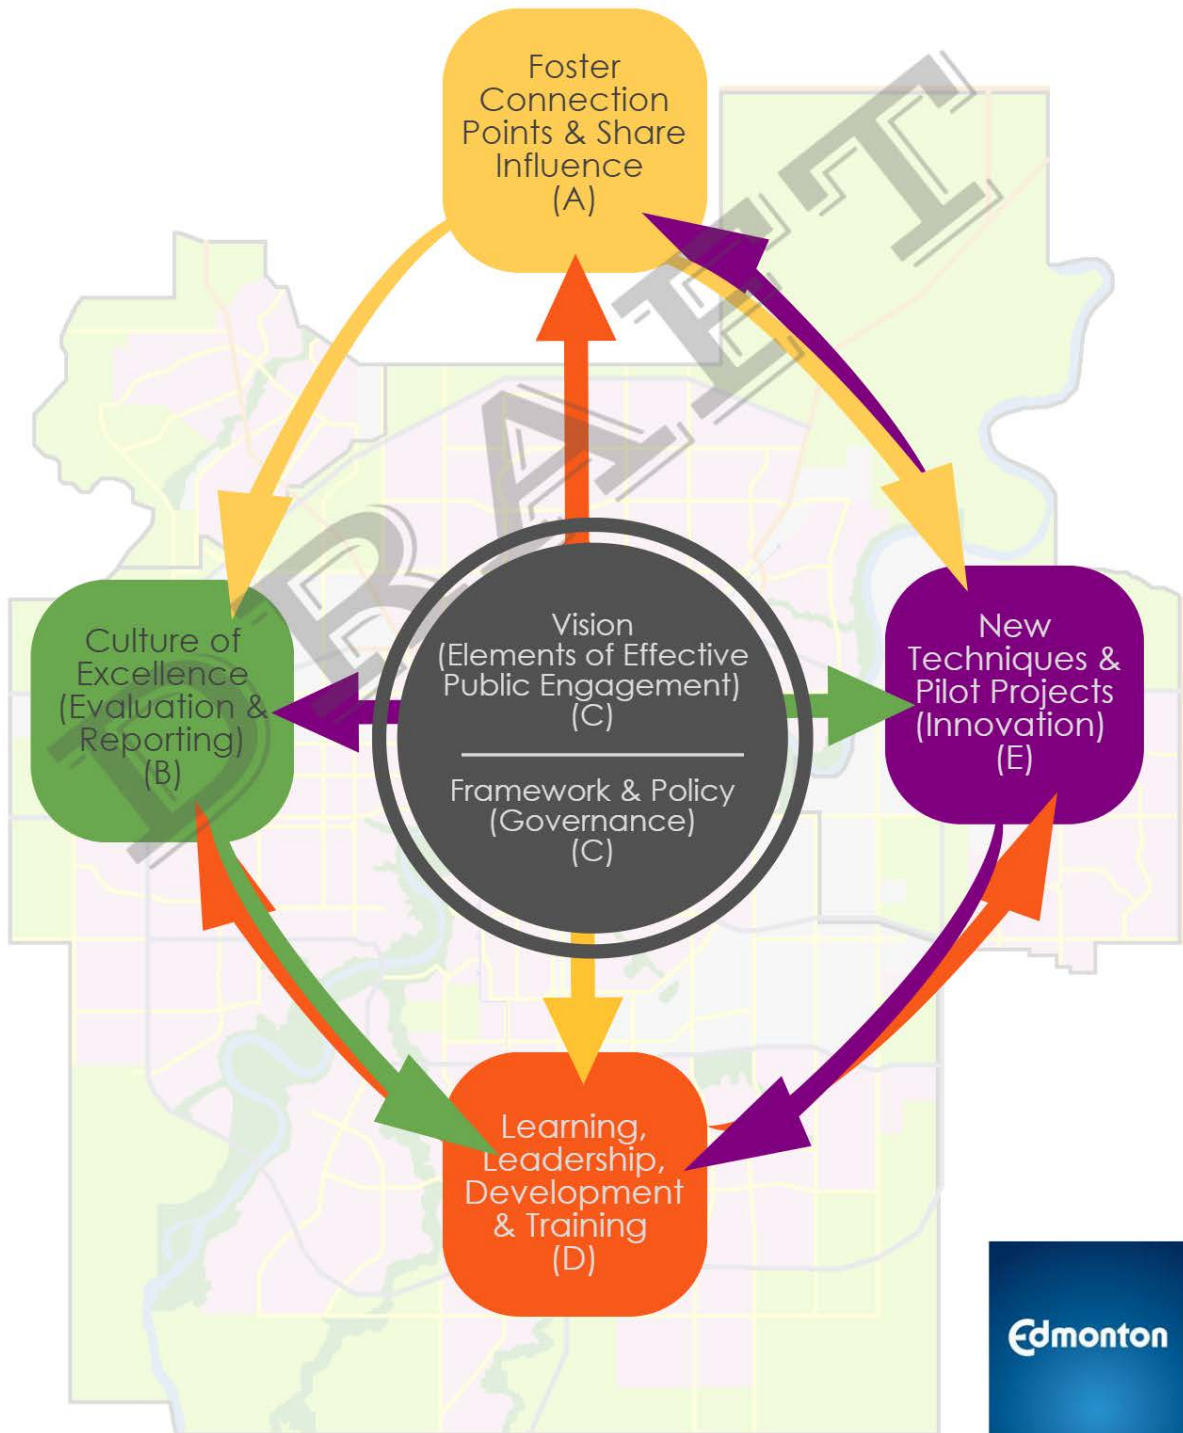 Foster
Connection
Points & Share
Influence
(A)
Culture of
Excellence
(Evaluation &
Reporting)
(B)
Vision
(Elements of Effective
Public Engagement)
(C)
Framework & Policy
(Governance)
(C)
New
Techniques &
Pilot Projects
(Innovation)
(E)
Learning,
Leadership,
Development
& Training
(D)
DRAFT
Edmonton